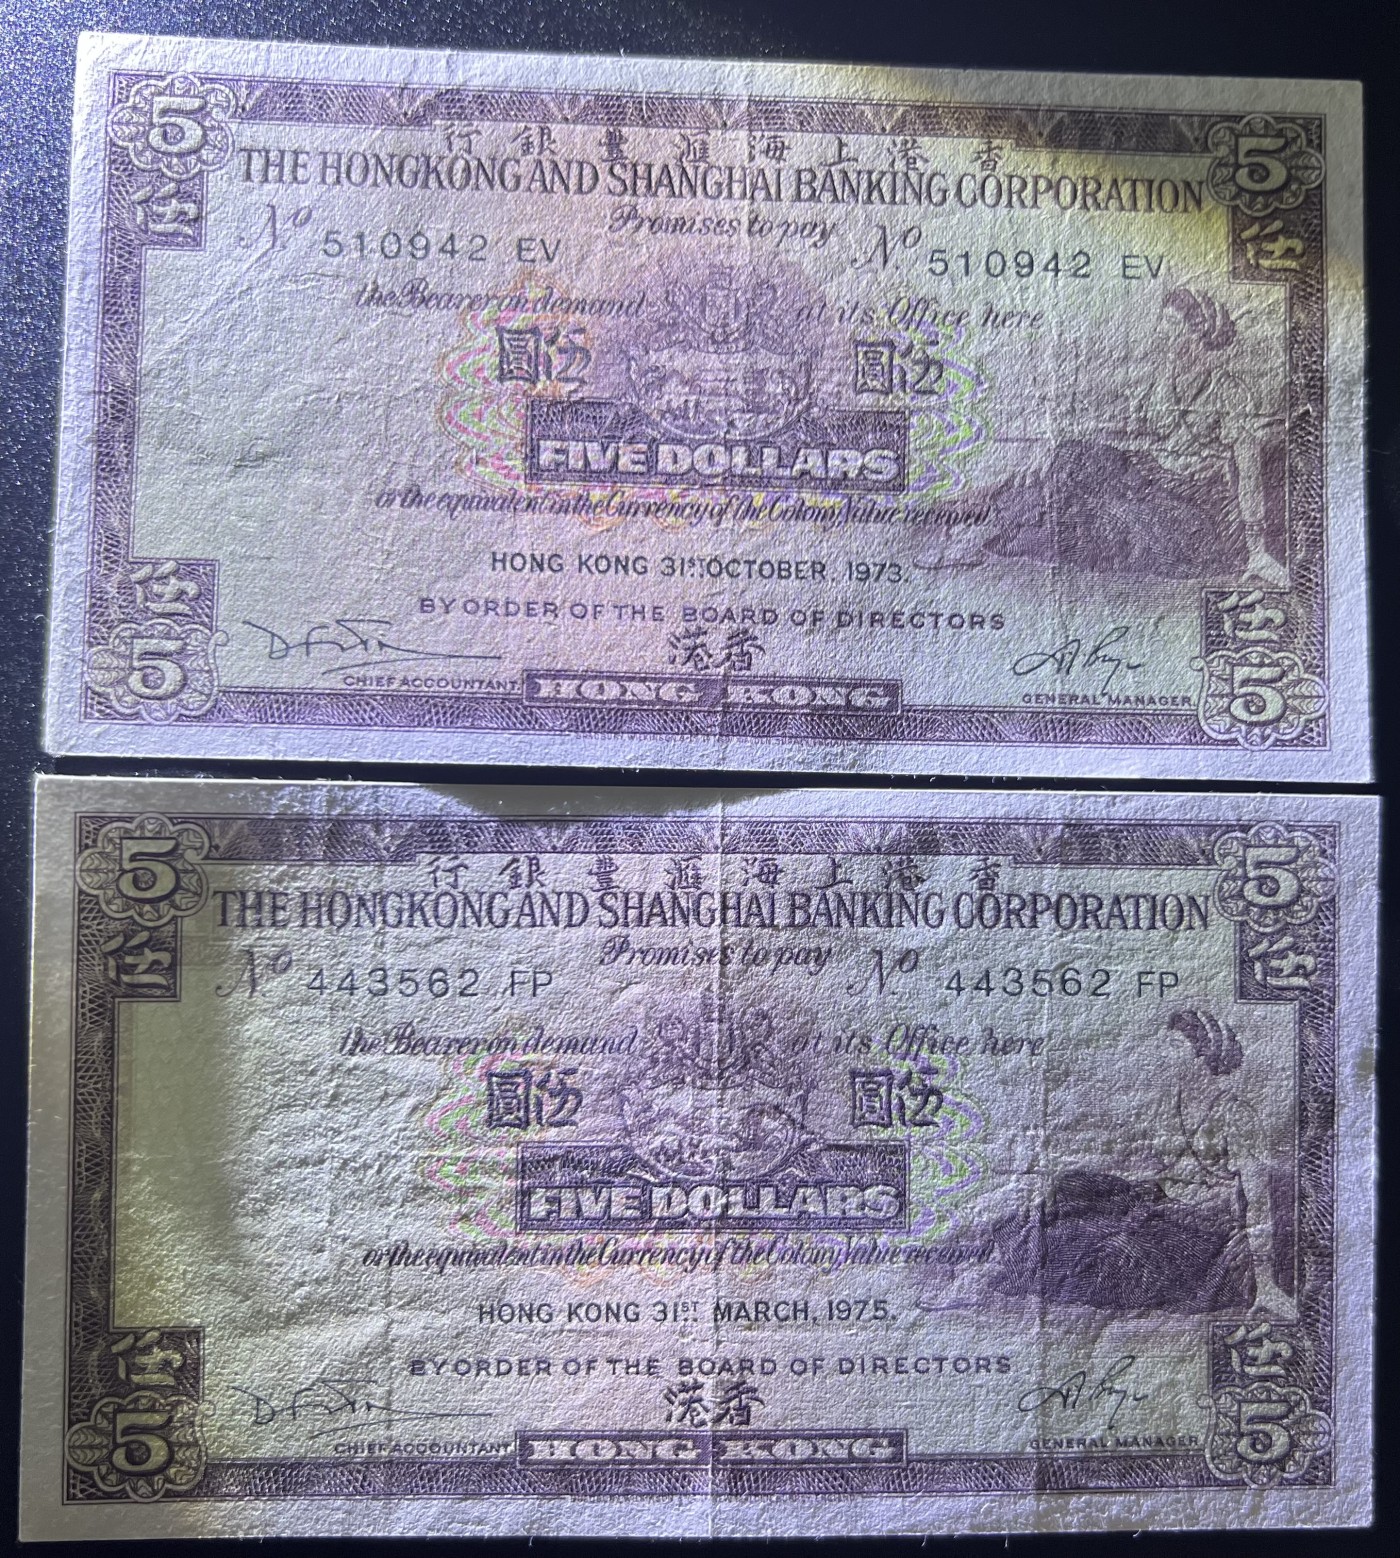 5 5
行銀豐滙海上港香
THE HONGKONG AND SHANGHAI BANKING CORPORATION
伍 伍
Promises to pay
No 510942 EV No 510942 EV
the Bearer on demand at its Office here
圓伍 圓伍
FIVE DOLLARS
or the equivalent in the Currency of the Colony, Value received
HONG KONG 31ST OCTOBER, 1973.
BY ORDER OF THE BOARD OF DIRECTORS
伍 伍
港香
CHIEF ACCOUNTANT GENERAL MANAGER
5 HONG KONG 5
5 5
行銀豐滙海上港香
THE HONGKONG AND SHANGHAI BANKING CORPORATION
伍 伍
Promises to pay
No 443562 FP No 443562 FP
the Bearer on demand at its Office here
圓伍 圓伍
FIVE DOLLARS
or the equivalent in the Currency of the Colony, Value received
HONG KONG 31ST MARCH, 1975.
BY ORDER OF THE BOARD OF DIRECTORS
伍 伍
港香
CHIEF ACCOUNTANT GENERAL MANAGER
5 HONG KONG 5